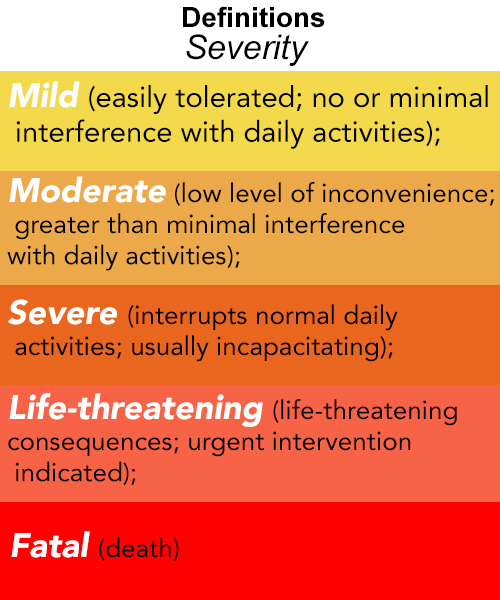 Definitions
Severity
Mild (easily tolerated; no or minimal
interference with daily activities);
Moderate (low level of inconvenience;
greater than minimal interference
with daily activities);
Severe (interrupts normal daily
activities; usually incapacitating);
Life-threatening (life-threatening
consequences; urgent intervention
indicated);
Fatal (death)